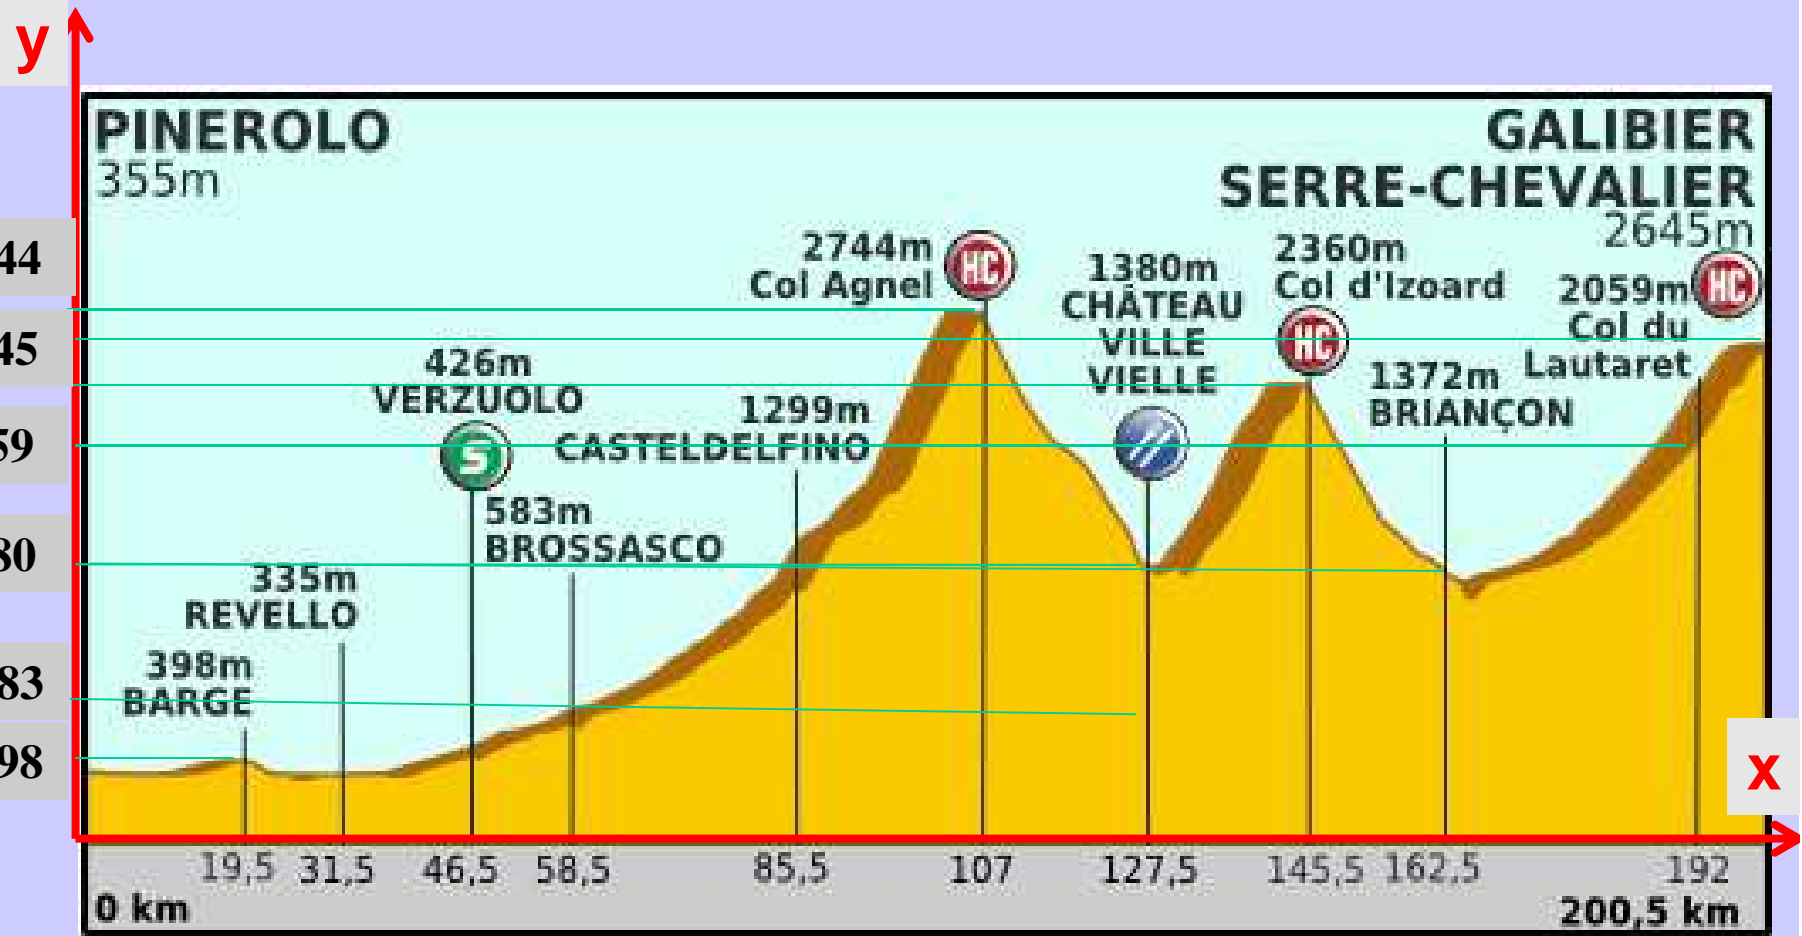 y
PINEROLO
355m
GALIBIER
SERRE-CHEVALIER
2645m
44
45
59
80
83
98
2744m
Col Agnel
HC
1380m
CHÂTEAU
VILLE
VIELLE
2360m
Col d'Izoard
HC
2059m
Col du
Lautaret
HC
1372m
BRIANÇON
426m
VERZUOLO
S
1299m
CASTELDELFINO
583m
BROSSASCO
335m
REVELLO
398m
BARGE
x
19,5 31,5 46,5 58,5 85,5 107 127,5 145,5 162,5 192
0 km 200,5 km